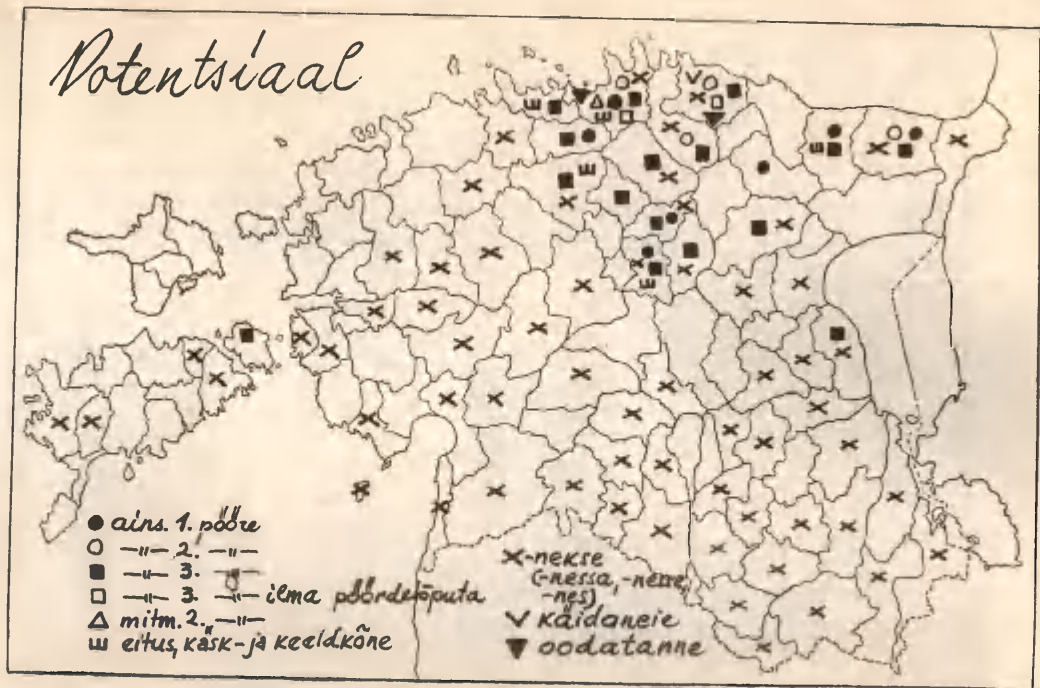 Potentsiaal
ains. 1. pööre
—"— 2. —"—
—"— 3. —"—
—"— 3. —"— ilma pöördelõputa
mitm. 2. —"—
eitus, käsk- ja keeldkõne
-nekse
(-nessa, -nesse,
-nes)
käidaneie
oodatanne